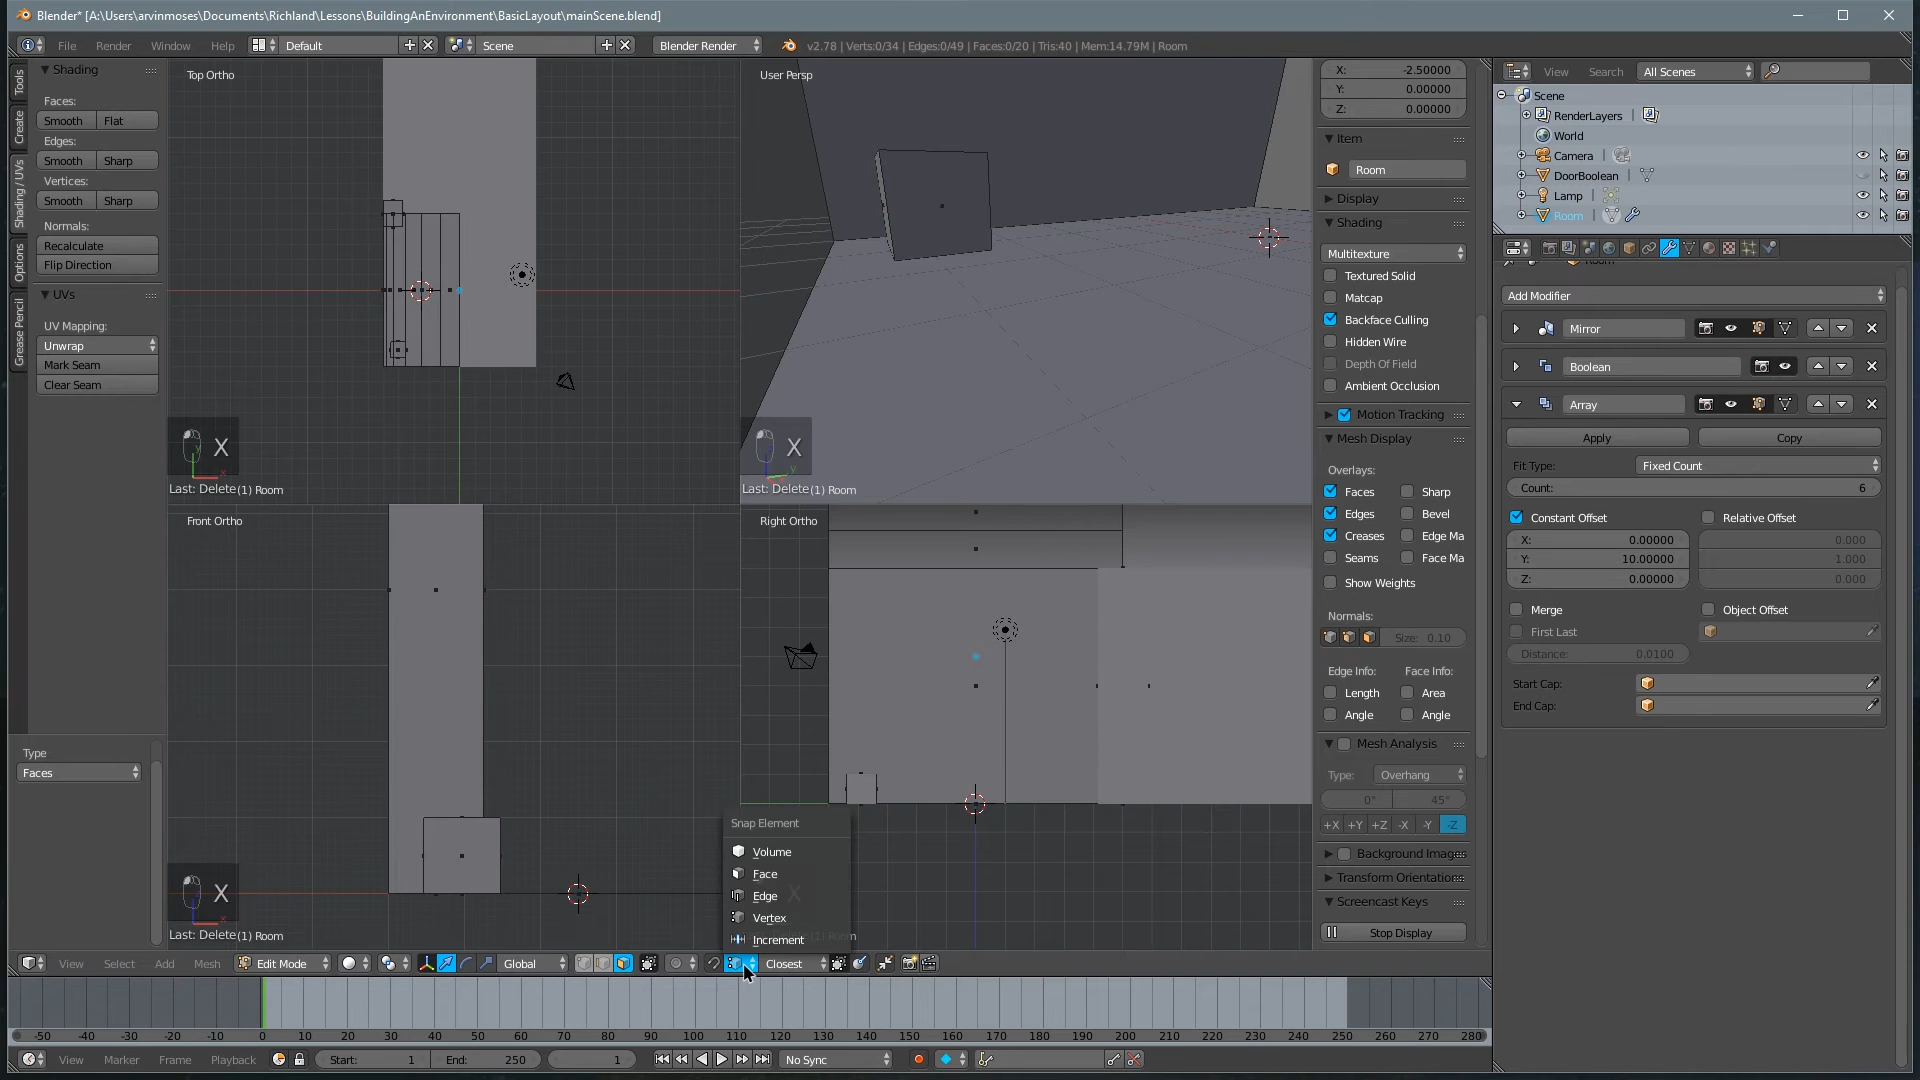 Blender* [A:\Users\arvinmoses\Documents\Richland\Lessons\BuildingAnEnvironment\BasicLayout\mainScene.blend]
File Render Window Help Default Scene Blender Render v2.78 | Verts:0/34 | Edges:0/49 | Faces:0/20 | Tris:40 | Mem:14.79M | Room
Tools
Create
Shading / UVs
Options
Grease Pencil
Shading
Faces:
Smooth Flat
Edges:
Smooth Sharp
Vertices:
Smooth Sharp
Normals:
Recalculate
Flip Direction
UVs
UV Mapping:
Unwrap
Mark Seam
Clear Seam
Type
Faces
Top Ortho
X
Last: Delete (1) Room
User Persp
X
Last: Delete (1) Room
Front Ortho
X
Last: Delete (1) Room
Right Ortho
Snap Element
Volume
Face
Edge
Vertex
Increment
X: -2.50000
Y: 0.00000
Z: 0.00000
Item
Room
Display
Shading
Multitexture
Textured Solid
Matcap
Backface Culling
Hidden Wire
Depth Of Field
Ambient Occlusion
Motion Tracking
Mesh Display
Overlays:
Faces Sharp
Edges Bevel
Creases Edge Ma
Seams Face Ma
Show Weights
Normals:
Size: 0.10
Edge Info: Face Info:
Length Area
Angle Angle
Mesh Analysis
Type: Overhang
0° 45°
+X +Y +Z -X -Y -Z
Background Images
Transform Orientation
Screencast Keys
Stop Display
View Search All Scenes
Scene
RenderLayers
World
Camera
DoorBoolean
Lamp
Room
Add Modifier
Mirror
Boolean
Array
Apply Copy
Fit Type: Fixed Count
Count: 6
Constant Offset Relative Offset
X: 0.00000 0.000
Y: 10.00000 1.000
Z: 0.00000 0.000
Merge Object Offset
First Last
Distance: 0.0100
Start Cap:
End Cap:
View Select Add Mesh Edit Mode Global Closest
-50 -40 -30 -20 -10 0 10 20 30 40 50 60 70 80 90 100 110 120 130 140 150 160 170 180 190 200 210 220 230 240 250 260 270 280
View Marker Frame Playback Start: 1 End: 250 1 No Sync